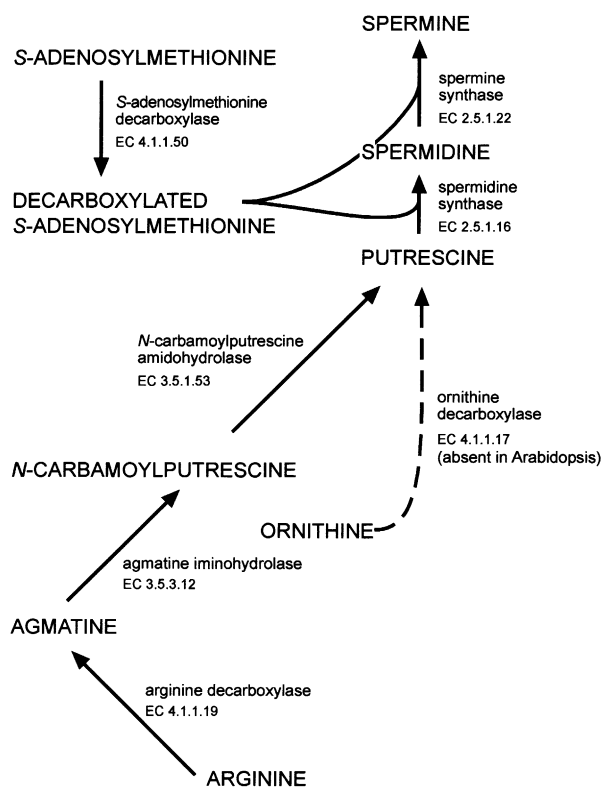 SPERMINE
S-ADENOSYLMETHIONINE
spermine
synthase
EC 2.5.1.22
S-adenosylmethionine
decarboxylase
EC 4.1.1.50
SPERMIDINE
DECARBOXYLATED
S-ADENOSYLMETHIONINE
spermidine
synthase
EC 2.5.1.16
PUTRESCINE
N-carbamoylputrescine
amidohydrolase
EC 3.5.1.53
ornithine
decarboxylase
EC 4.1.1.17
(absent in Arabidopsis)
N-CARBAMOYLPUTRESCINE
ORNITHINE
agmatine iminohydrolase
EC 3.5.3.12
AGMATINE
arginine decarboxylase
EC 4.1.1.19
ARGININE